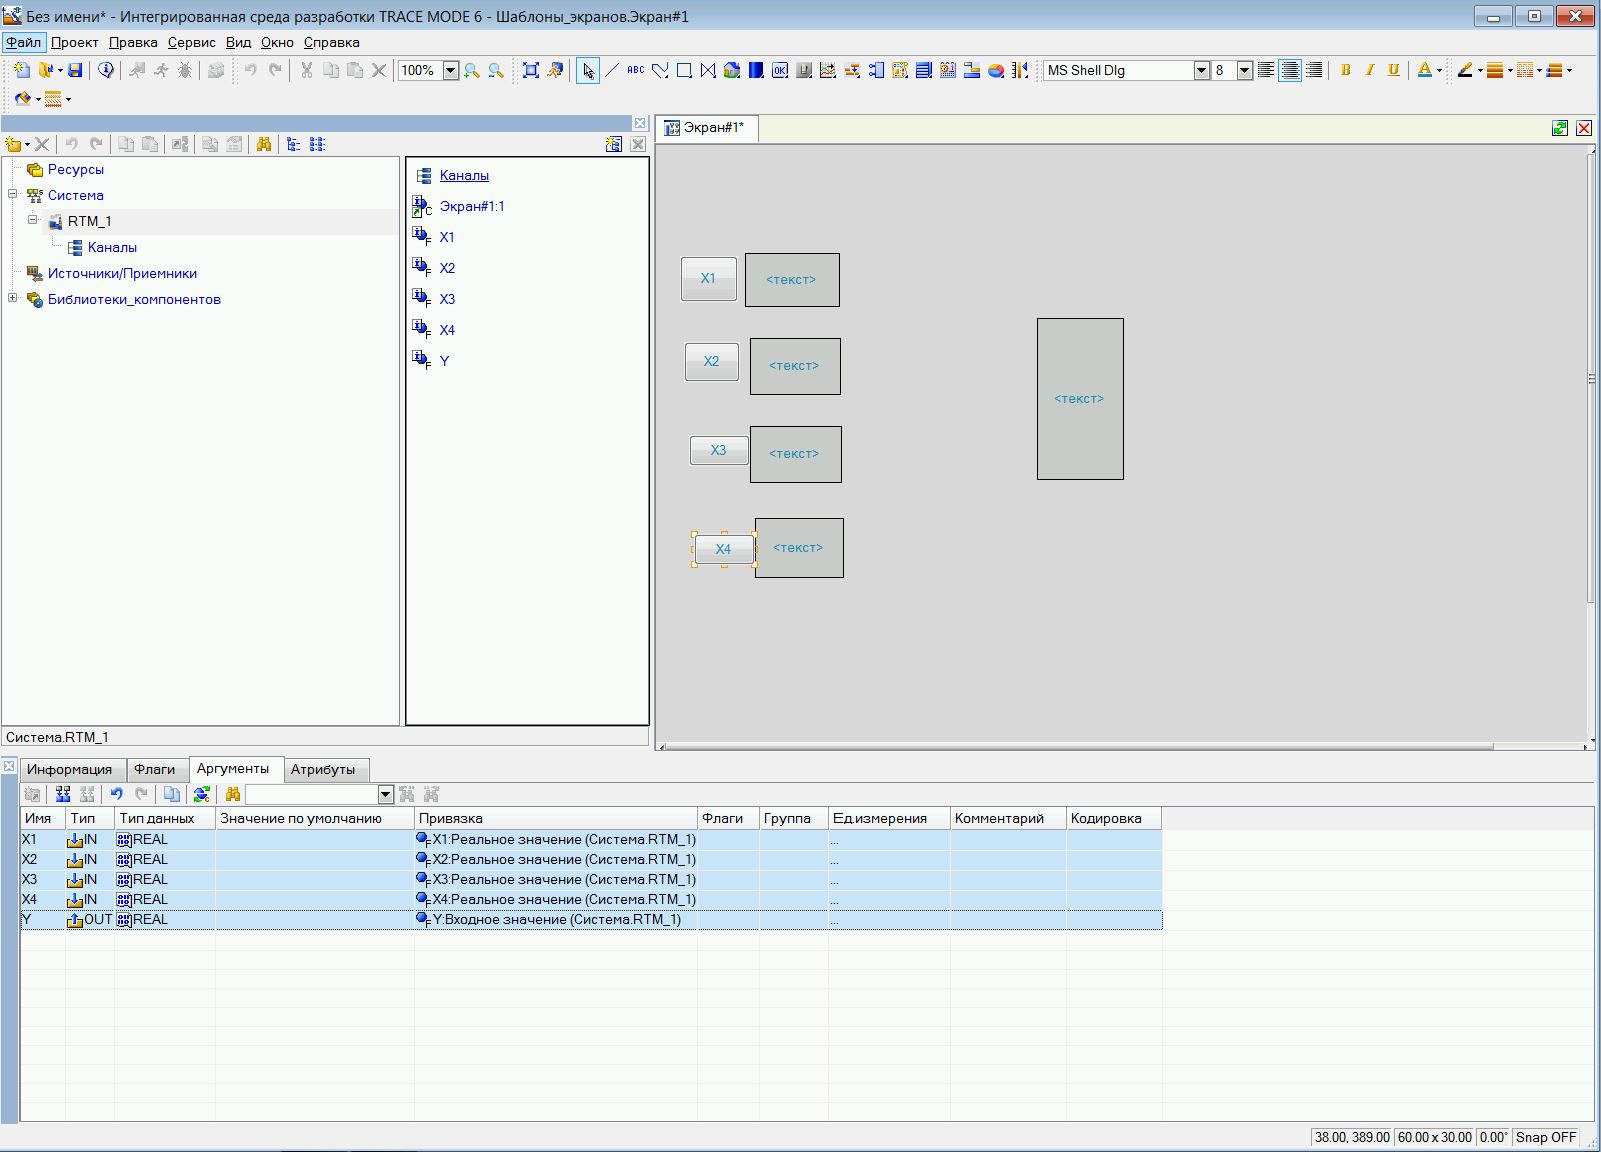 Без имени* - Интегрированная среда разработки TRACE MODE 6 - Шаблоны_экранов.Экран#1
Файл Проект Правка Сервис Вид Окно Справка
100% ABC OK MS Shell Dlg 8 B I U A
Экран#1*
Ресурсы
Система
RTM_1
Каналы
Источники/Приемники
Библиотеки_компонентов
Каналы
Экран#1:1
X1
X2
X3
X4
Y
X1 <текст>
X2 <текст>
<текст>
X3 <текст>
X4 <текст>
Система.RTM_1
Информация Флаги Аргументы Атрибуты
Имя Тип Тип данных Значение по умолчанию Привязка Флаги Группа Ед.измерения Комментарий Кодировка
X1 IN REAL X1:Реальное значение (Система.RTM_1) ...
X2 IN REAL X2:Реальное значение (Система.RTM_1) ...
X3 IN REAL X3:Реальное значение (Система.RTM_1) ...
X4 IN REAL X4:Реальное значение (Система.RTM_1) ...
Y OUT REAL Y:Входное значение (Система.RTM_1) ...
38.00, 389.00 60.00 x 30.00 0.00° Snap OFF